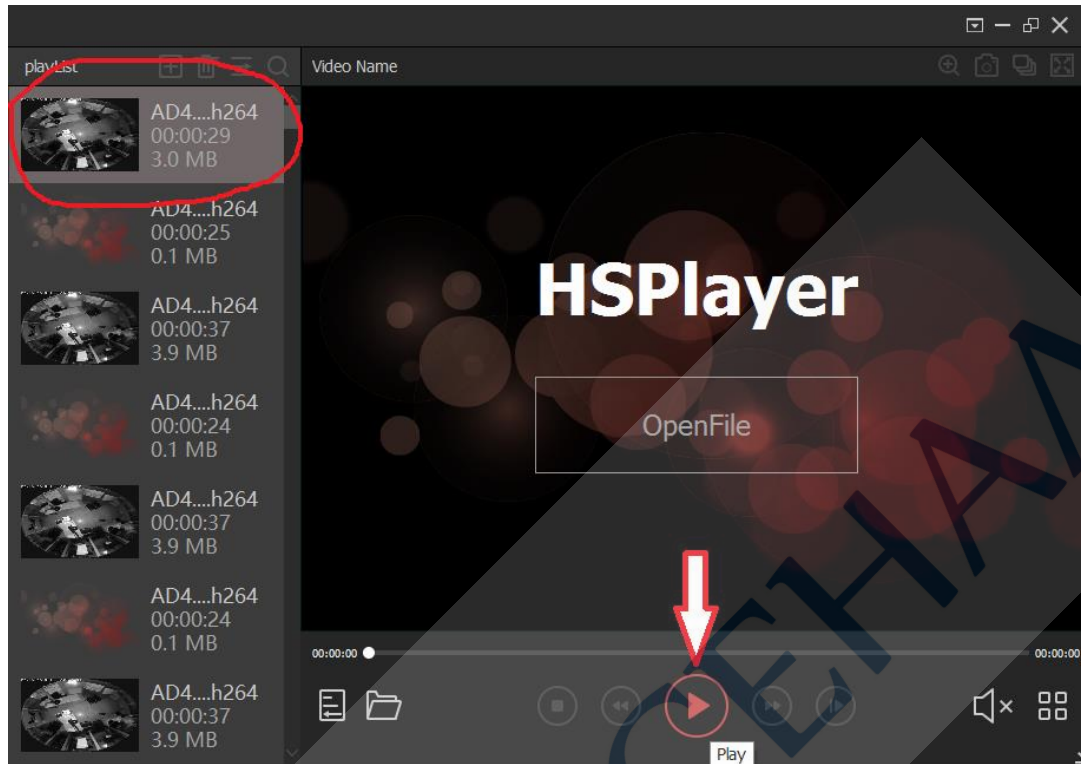 playList
Video Name
AD4....h264
00:00:29
3.0 MB
AD4....h264
00:00:25
0.1 MB
AD4....h264
00:00:37
3.9 MB
AD4....h264
00:00:24
0.1 MB
AD4....h264
00:00:37
3.9 MB
AD4....h264
00:00:24
0.1 MB
AD4....h264
00:00:37
3.9 MB
HSPlayer
OpenFile
00:00:00
00:00:00
Play